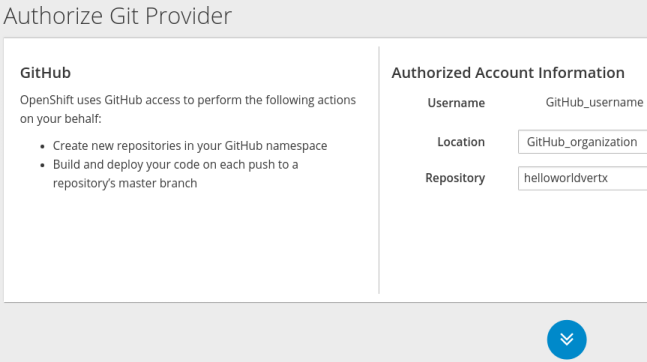 Authorize Git Provider
GitHub
OpenShift uses GitHub access to perform the following actions
on your behalf:
• Create new repositories in your GitHub namespace
• Build and deploy your code on each push to a
repository's master branch
Authorized Account Information
Username GitHub_username
Location GitHub_organization
Repository helloworldvertx